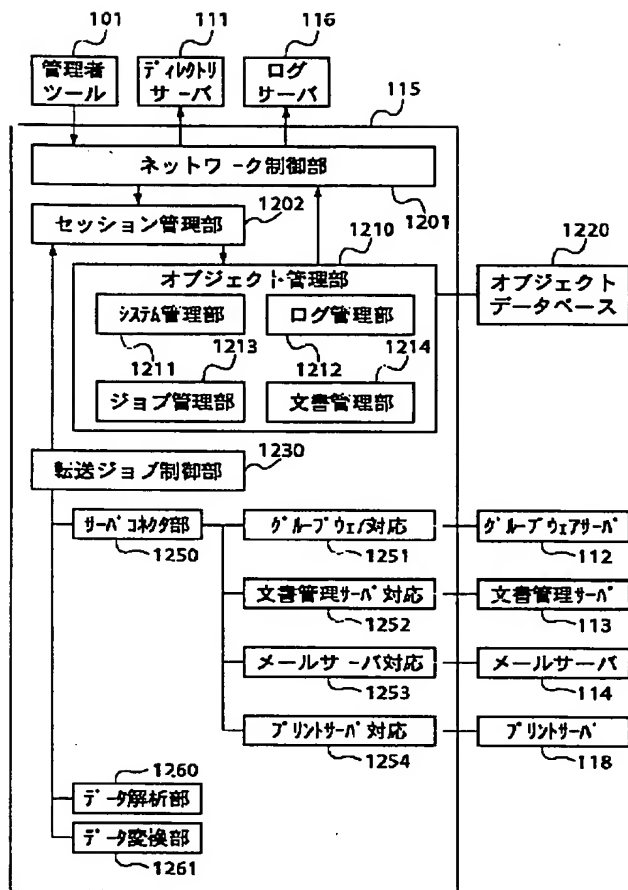 101
111
116
管理者
ツール
ディレクトリ
サーバ
ログ
サーバ
115
ネットワーク制御部
1202
1201
セッション管理部
1210
1220
オブジェクト管理部
オブジェクト
データベース
システム管理部
ログ管理部
1211
1213
1212
1214
ジョブ管理部
文書管理部
1230
転送ジョブ制御部
サーバコネクタ部
グループウェア対応
グループウェアサーバ
1250
1251
112
文書管理サーバ対応
文書管理サーバ
1252
113
メールサーバ対応
メールサーバ
1253
114
プリントサーバ対応
プリントサーバ
1254
118
1260
データ解析部
データ変換部
1261